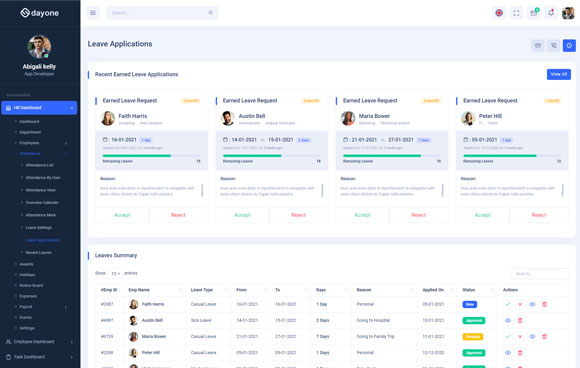 dayone
Search...
Abigali kelly
App Developer
DASHBOARDS
HR Dashboard
Dashboard
Department
Employees
Attendance
Attendance List
Attendance By User
Attendance View
Overview Calender
Attendance Mark
Leave Settings
Leave Applications
Recent Leaves
Awards
Holidays
Notice Board
Expenses
Payroll
Events
Settings
Employee Dashboard
Task Dashboard
Leave Applications
Recent Earned Leave Applications
View All
Earned Leave Request
Faith Harris
Designing Web Designer
16-01-2021 1 day
Remaining Leaves 15
Reason:
Duis aute irure dolor in reprehenderit in voluptate velit
esse cillum dolore eu fugiat nulla pariatur
Accept Reject
Earned Leave Request
Austin Bell
Development Angular Developer
14-01-2021 to 15-01-2021 2 days
Remaining Leaves 18
Reason:
Duis aute irure dolor in reprehenderit in voluptate velit
esse cillum dolore eu fugiat nulla pariatur
Accept Reject
Earned Leave Request
Maria Bower
Marketing Marketing analyst
21-01-2021 to 27-01-2021 7 days
Remaining Leaves 10
Reason:
Duis aute irure dolor in reprehenderit in voluptate velit
esse cillum dolore eu fugiat nulla pariatur
Accept Reject
Earned Leave Request
Peter Hill
IT Testor
05-01-2021 1 day
Remaining Leaves 12
Reason:
Duis aute irure dolor in reprehenderit in voluptate velit
esse cillum dolore eu fugiat nulla pariatur
Accept Reject
Leaves Summary
Show 10 entries Search...
#Emp ID Emp Name Leave Type From To Days Reason Applied On Status Actions
#2987 Faith Harris Casual Leave 16-01-2021 16-01-2021 1 Day Personal 05-01-2021 New
#4987 Austin Bell Sick Leave 14-01-2021 15-01-2021 2 Days Going to Hospital 13-01-2021 Approved
#6729 Maria Bower Casual Leave 21-01-2021 27-01-2021 7 Days Going to Family Trip 11-01-2021 Pending
#2098 Peter Hill Casual Leave 05-01-2021 05-01-2021 1 Day Personal 12-12-2020 Approved